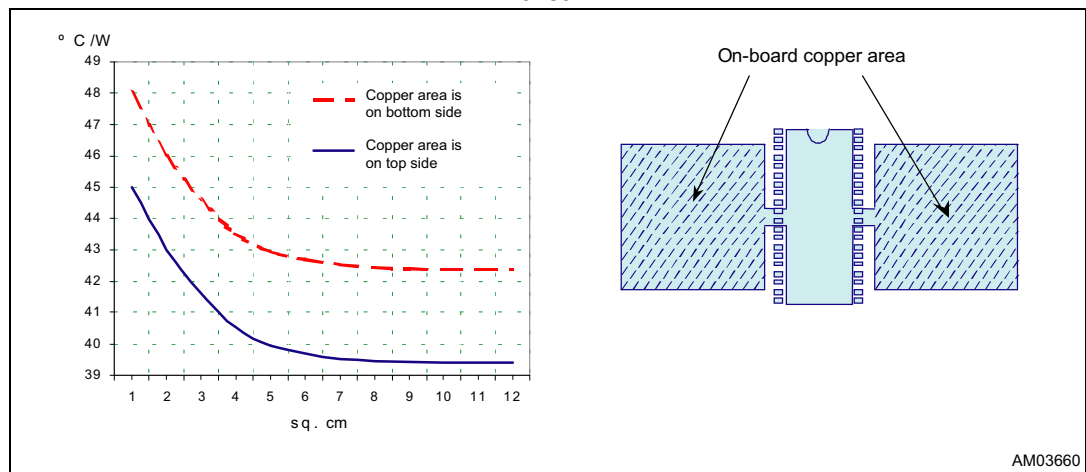 º C /W
49
48
47
46
45
44
43
42
41
40
39
1 2 3 4 5 6 7 8 9 10 11 12
sq. cm
Copper area is
on bottom side
Copper area is
on top side
On-board copper area
AM03660